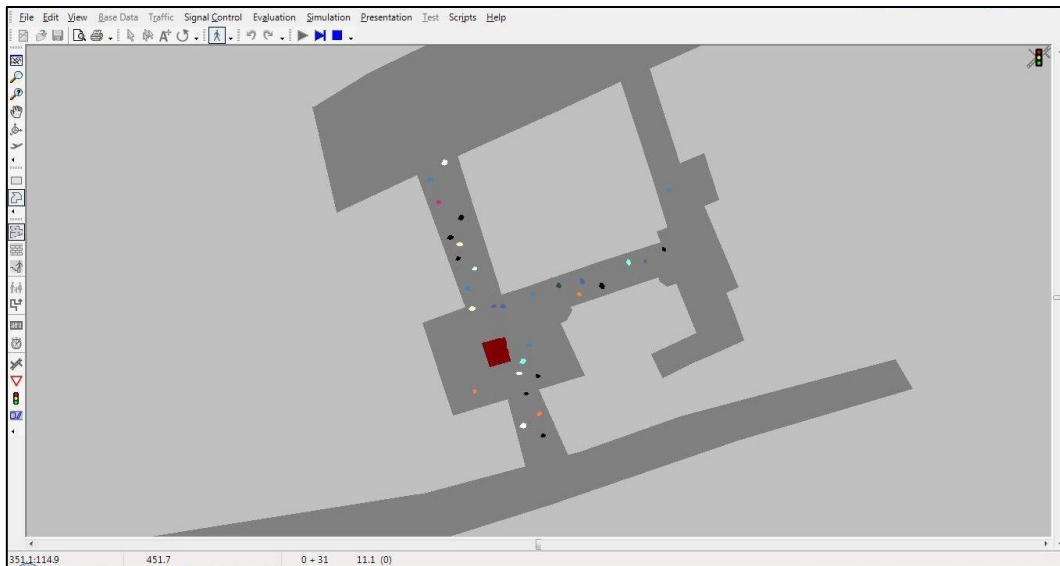 File Edit View Base Data Traffic Signal Control Evaluation Simulation Presentation Test Scripts Help
351.1:114.9 451.7 0 + 31 11.1 (0)